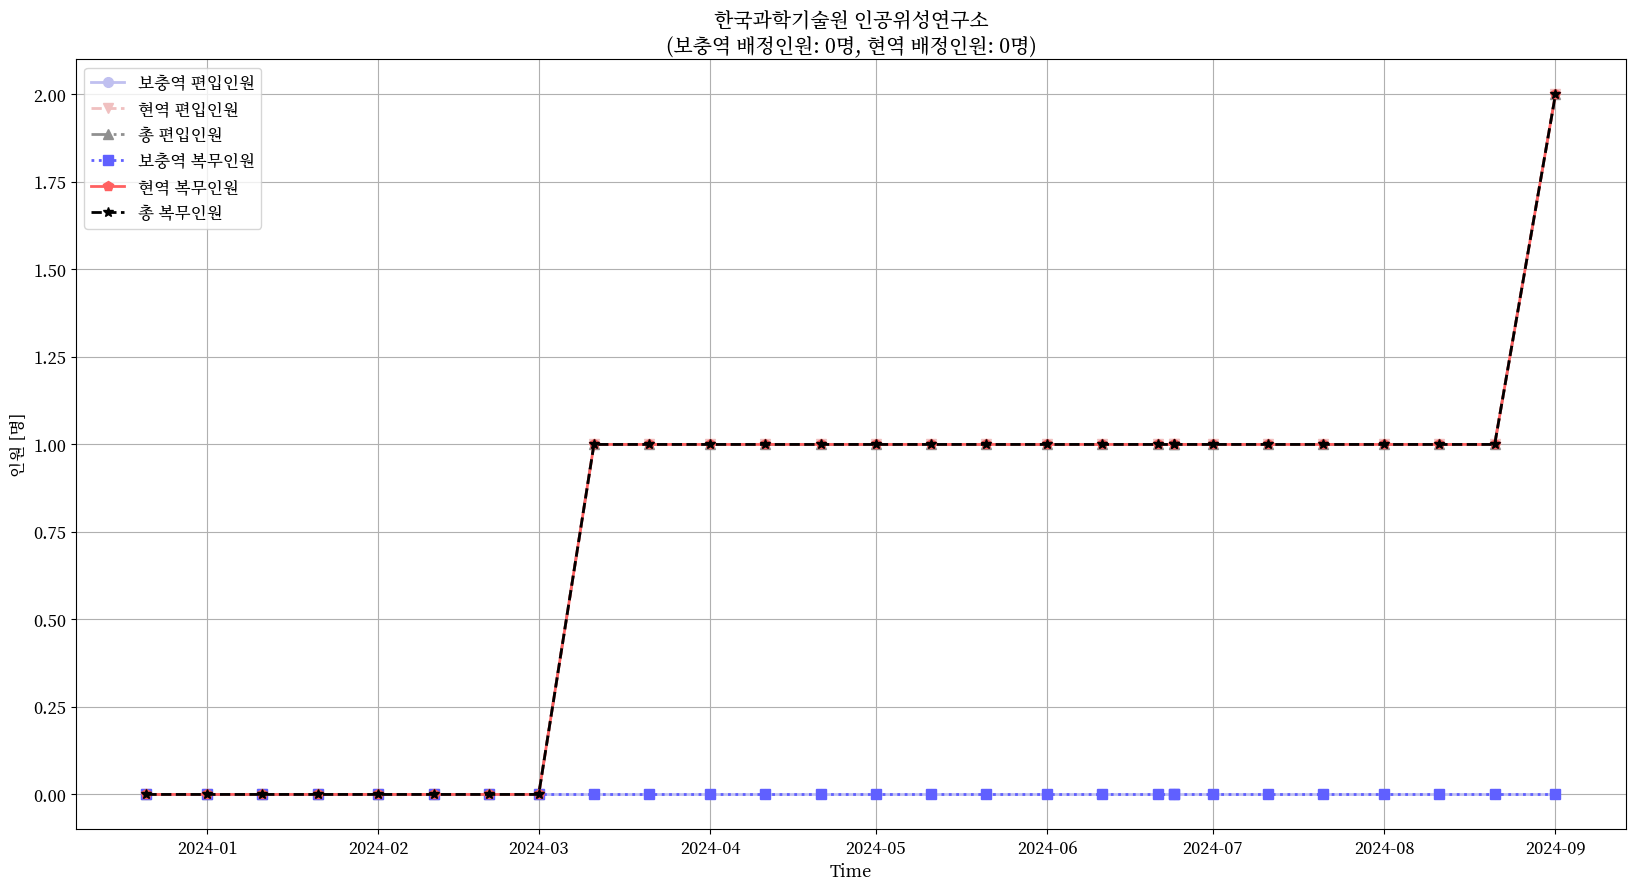 한국과학기술원 인공위성연구소
(보충역 배정인원: 0명, 현역 배정인원: 0명)
보충역 편입인원
현역 편입인원
총 편입인원
보충역 복무인원
현역 복무인원
총 복무인원
2.00
1.75
1.50
1.25
1.00
0.75
0.50
0.25
0.00
인원 [명]
2024-01 2024-02 2024-03 2024-04 2024-05 2024-06 2024-07 2024-08 2024-09
Time